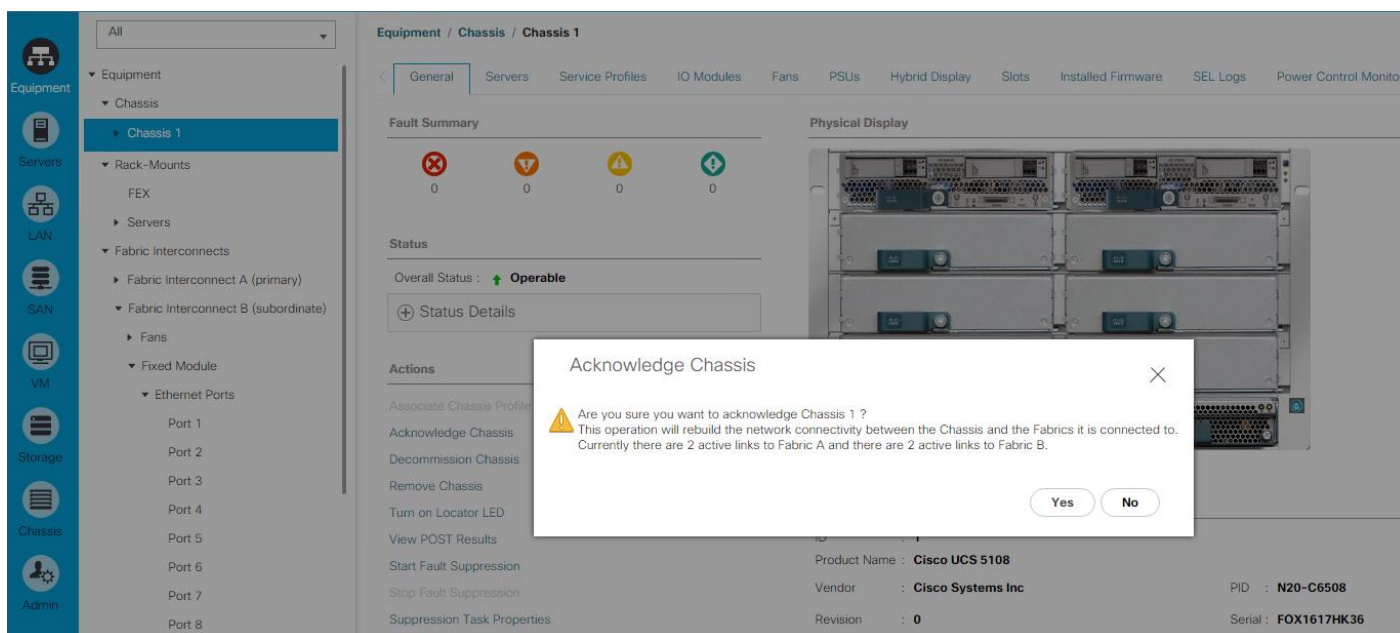 All
Equipment / Chassis / Chassis 1
Equipment
Servers
LAN
SAN
VM
Storage
Chassis
Admin
Equipment
Chassis
Chassis 1
Rack-Mounts
FEX
Servers
Fabric Interconnects
Fabric Interconnect A (primary)
Fabric Interconnect B (subordinate)
Fans
Fixed Module
Ethernet Ports
Port 1
Port 2
Port 3
Port 4
Port 5
Port 6
Port 7
Port 8
General Servers Service Profiles IO Modules Fans PSUs Hybrid Display Slots Installed Firmware SEL Logs Power Control Monito
Fault Summary
0 0 0 0
Status
Overall Status : Operable
Status Details
Actions
Associate Chassis Profile
Acknowledge Chassis
Decommission Chassis
Remove Chassis
Turn on Locator LED
View POST Results
Start Fault Suppression
Stop Fault Suppression
Suppression Task Properties
Physical Display
Acknowledge Chassis
Are you sure you want to acknowledge Chassis 1 ?
This operation will rebuild the network connectivity between the Chassis and the Fabrics it is connected to.
Currently there are 2 active links to Fabric A and there are 2 active links to Fabric B.
Yes No
ID : 1
Product Name : Cisco UCS 5108
Vendor : Cisco Systems Inc PID : N20-C6508
Revision : 0 Serial : FOX1617HK36